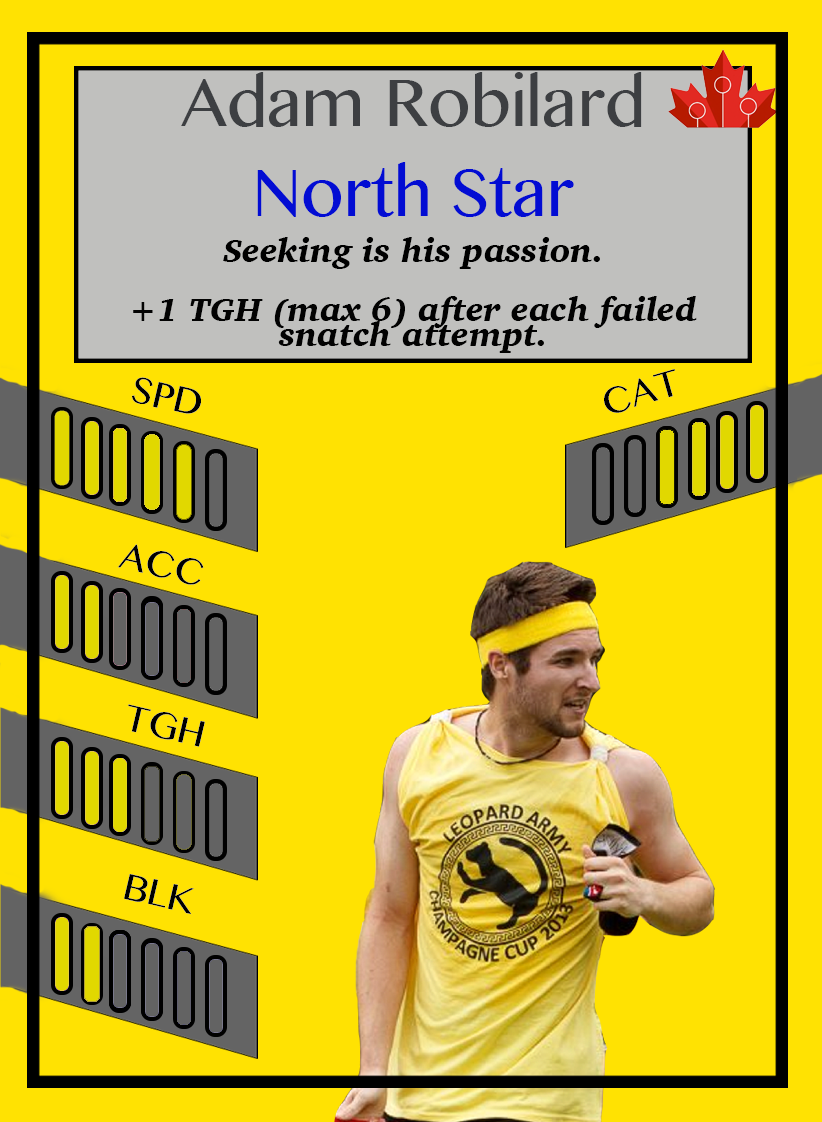 Adam Robilard
North Star
Seeking is his passion.
+1 TGH (max 6) after each failed
snatch attempt.
SPD
CAT
ACC
TGH
BLK
LEOPARD ARMY
CHAMPAGNE CUP 2013